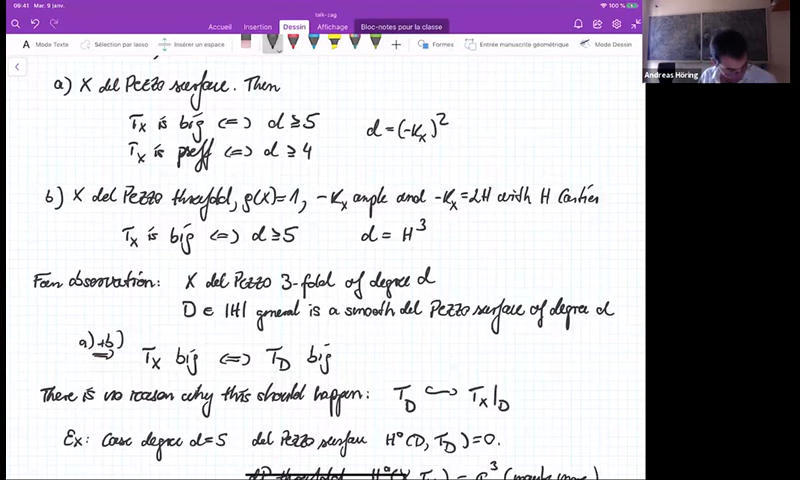 09:41 Mar. 9 janv.
talk-zag
100 %
Accueil Insertion Dessin Affichage Bloc-notes pour la classe
Mode Texte Sélection par lasso Insérer un espace Formes Entrée manuscrite géométrique Mode Dessin
Andreas Höring
a) X del Pezzo surface. Then
T_X is big <=> d ≥ 5 d = (-K_X)^2
T_X is pseff <=> d ≥ 4
b) X del Pezzo threefold, ρ(X)=1, -K_X ample and -K_X = 2H with H Cartier
T_X is big <=> d ≥ 5 d = H^3
Fun observation: X del Pezzo 3-fold of degree d
D ∈ |H| general is a smooth del Pezzo surface of degree d
a)+b) => T_X big <=> T_D big
There is no reason why this should happen: T_D ↪ T_X|_D
Ex: Case degree d=5 del Pezzo surface H^0(D, T_D) = 0.